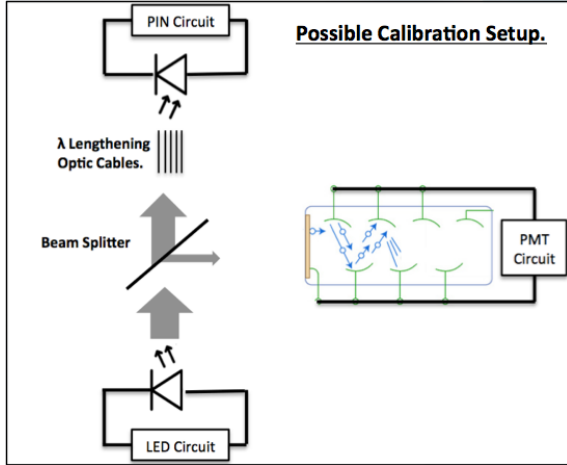 PIN Circuit
Possible Calibration Setup.
λ Lengthening
Optic Cables.
Beam Splitter
PMT
Circuit
LED Circuit